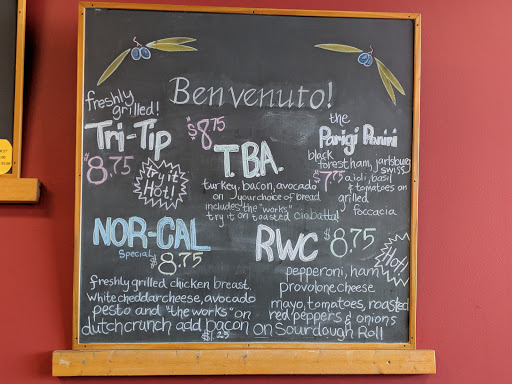 Benvenuto!
freshly
grilled!
Tri-Tip
$8.75
try it
Hot!
$8.75
T.B.A.
turkey, bacon, avocado
on your choice of bread
includes the "works"
try it on toasted ciabatta!
the
Parigi Panini
black
forest ham, jarlsburg
swiss
$7.75 aioli, basil
& tomatoes on
grilled
foccacia
NOR-CAL
Special $8.75
freshly grilled chicken breast,
white cheddar cheese, avocado
pesto and "the works" on
dutchcrunch add bacon
$1.25
RWC $8.75
Hot!
pepperoni, ham
provolone cheese
mayo, tomatoes, roasted
red peppers & onions
on Sourdough Roll